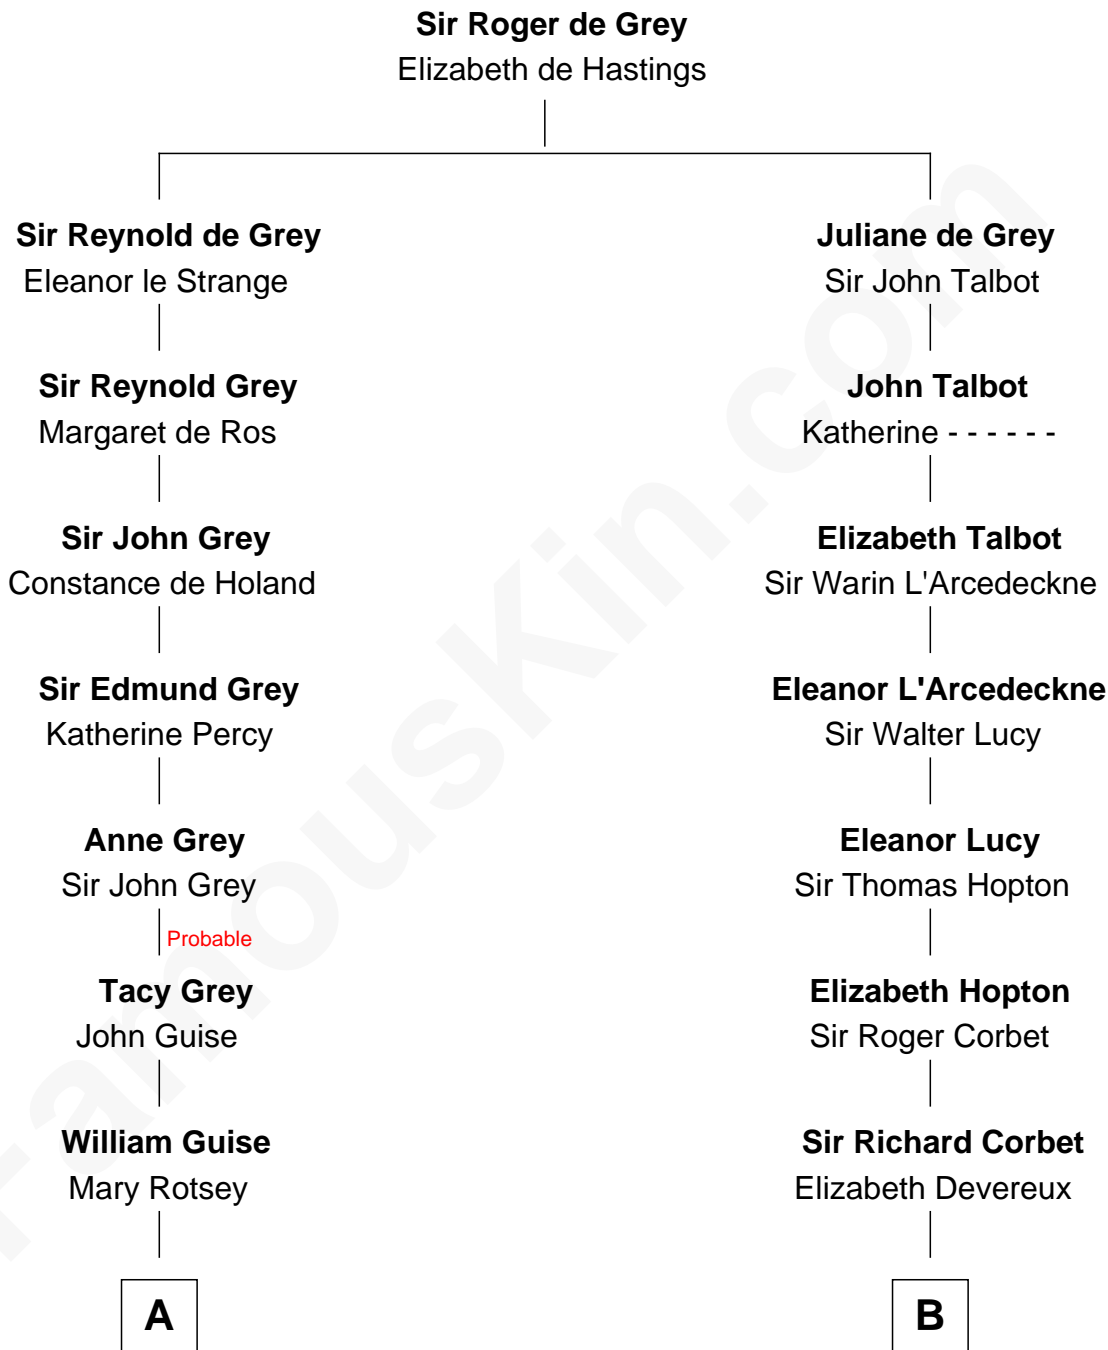 Sir Roger de Grey
Elizabeth de Hastings
Sir Reynold de Grey
Eleanor le Strange
Sir Reynold Grey
Margaret de Ros
Sir John Grey
Constance de Holand
Sir Edmund Grey
Katherine Percy
Anne Grey
Sir John Grey
Probable
Tacy Grey
John Guise
William Guise
Mary Rotsey
A
Juliane de Grey
Sir John Talbot
John Talbot
Katherine - - - - - -
Elizabeth Talbot
Sir Warin L'Arcedeckne
Eleanor L'Arcedeckne
Sir Walter Lucy
Eleanor Lucy
Sir Thomas Hopton
Elizabeth Hopton
Sir Roger Corbet
Sir Richard Corbet
Elizabeth Devereux
B
FamousKin.com